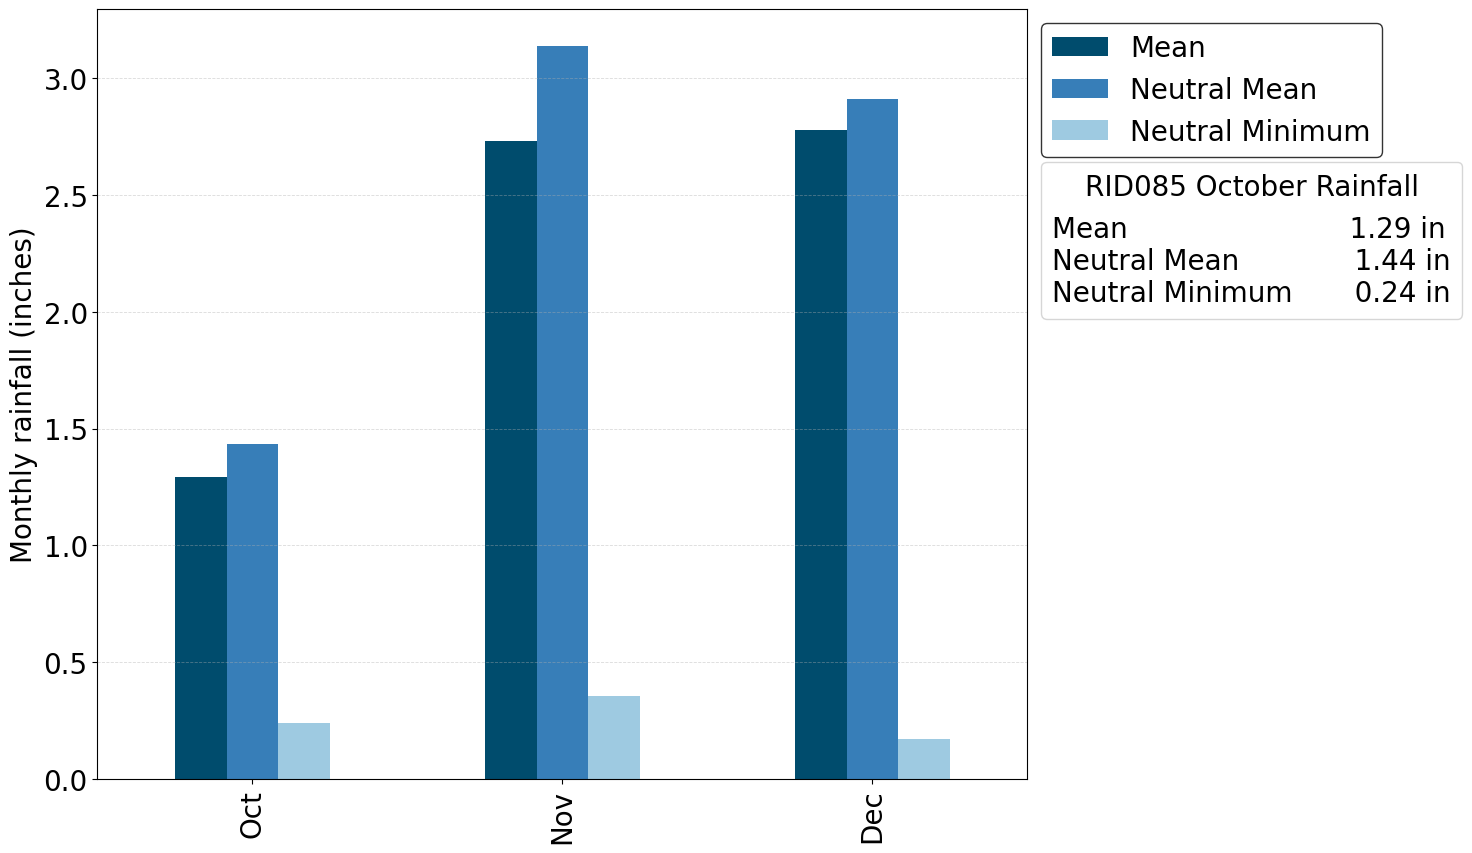 Monthly rainfall (inches)
3.0
2.5
2.0
1.5
1.0
0.5
0.0
Oct
Nov
Dec
Mean
Neutral Mean
Neutral Minimum
RID085 October Rainfall
Mean 1.29 in
Neutral Mean 1.44 in
Neutral Minimum 0.24 in